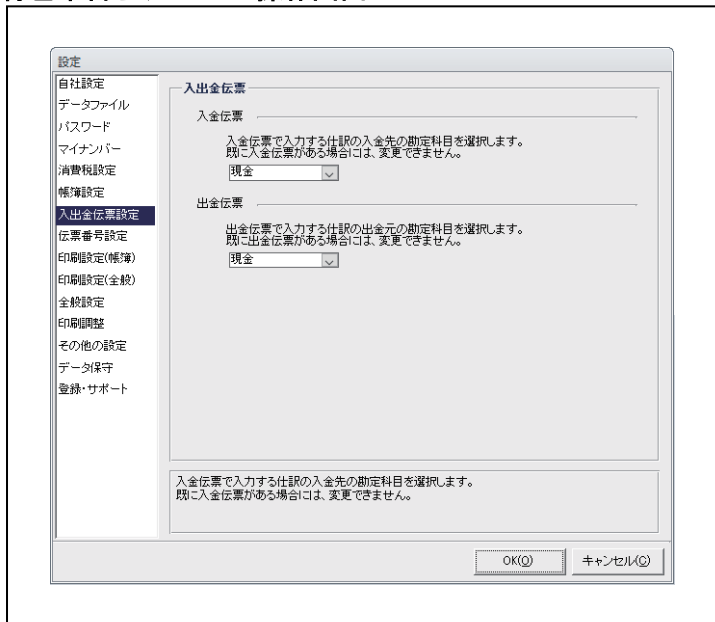 設定
自社設定
データファイル
パスワード
マイナンバー
消費税設定
帳簿設定
入出金伝票設定
伝票番号設定
印刷設定(帳簿)
印刷設定(全般)
全般設定
印刷調整
その他の設定
データ保守
登録・サポート
入出金伝票
入金伝票
入金伝票で入力する仕訳の入金先の勘定科目を選択します。
既に入金伝票がある場合には、変更できません。
現金
出金伝票
出金伝票で入力する仕訳の出金元の勘定科目を選択します。
既に出金伝票がある場合には、変更できません。
現金
入金伝票で入力する仕訳の入金先の勘定科目を選択します。
既に入金伝票がある場合には、変更できません。
OK(O)
キャンセル(C)